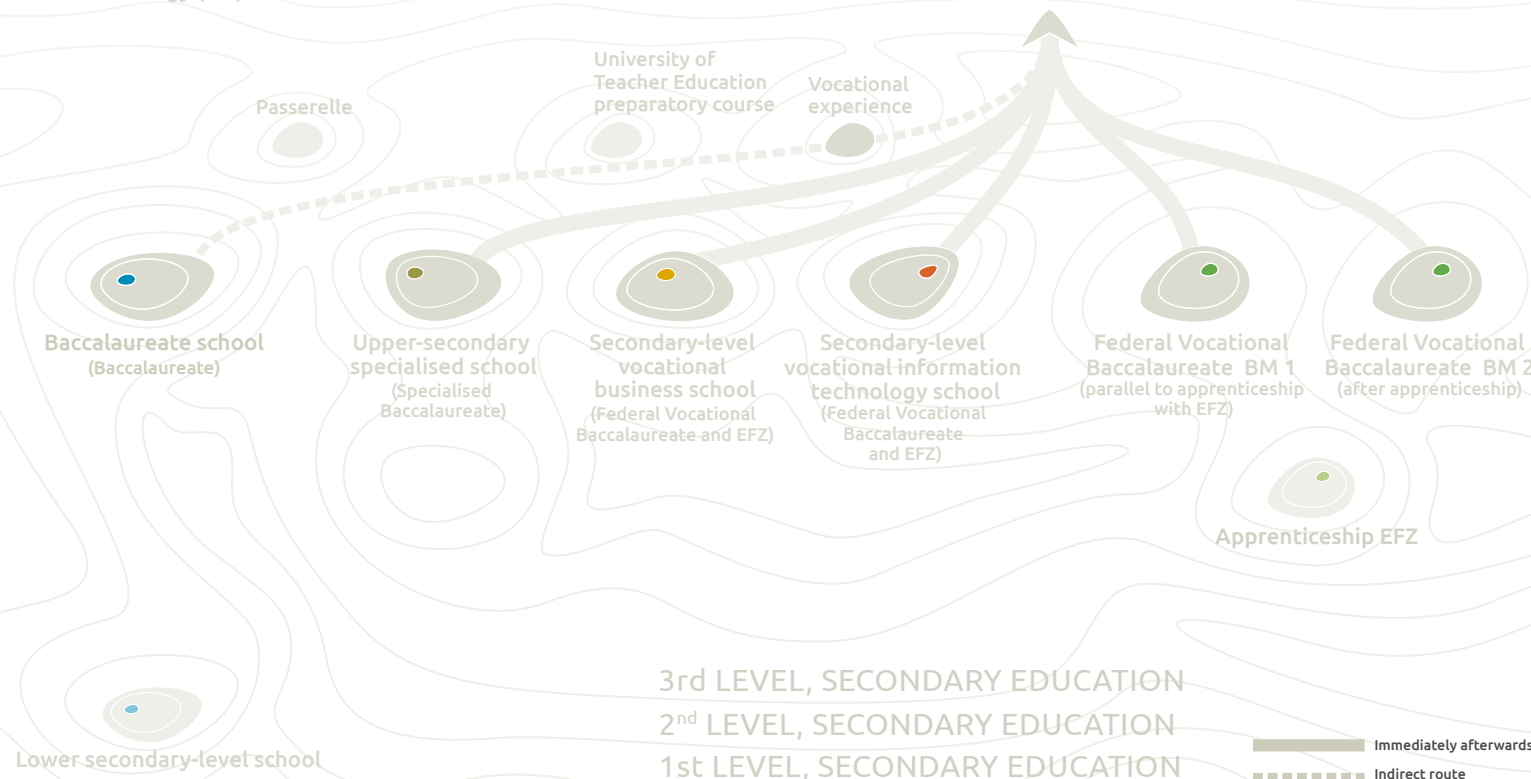 University of
Teacher Education
preparatory course
Vocational
experience
Passerelle
Baccalaureate school
(Baccalaureate)
Upper-secondary
specialised school
(Specialised
Baccalaureate)
Secondary-level
vocational
business school
(Federal Vocational
Baccalaureate and EFZ)
Secondary-level
vocational information
technology school
(Federal Vocational
Baccalaureate
and EFZ)
Federal Vocational
Baccalaureate BM 1
(parallel to apprenticeship
with EFZ)
Federal Vocational
Baccalaureate BM 2
(after apprenticeship)
Apprenticeship EFZ
3rd LEVEL, SECONDARY EDUCATION
2nd LEVEL, SECONDARY EDUCATION
1st LEVEL, SECONDARY EDUCATION
Lower secondary-level school
Immediately afterwards
Indirect route